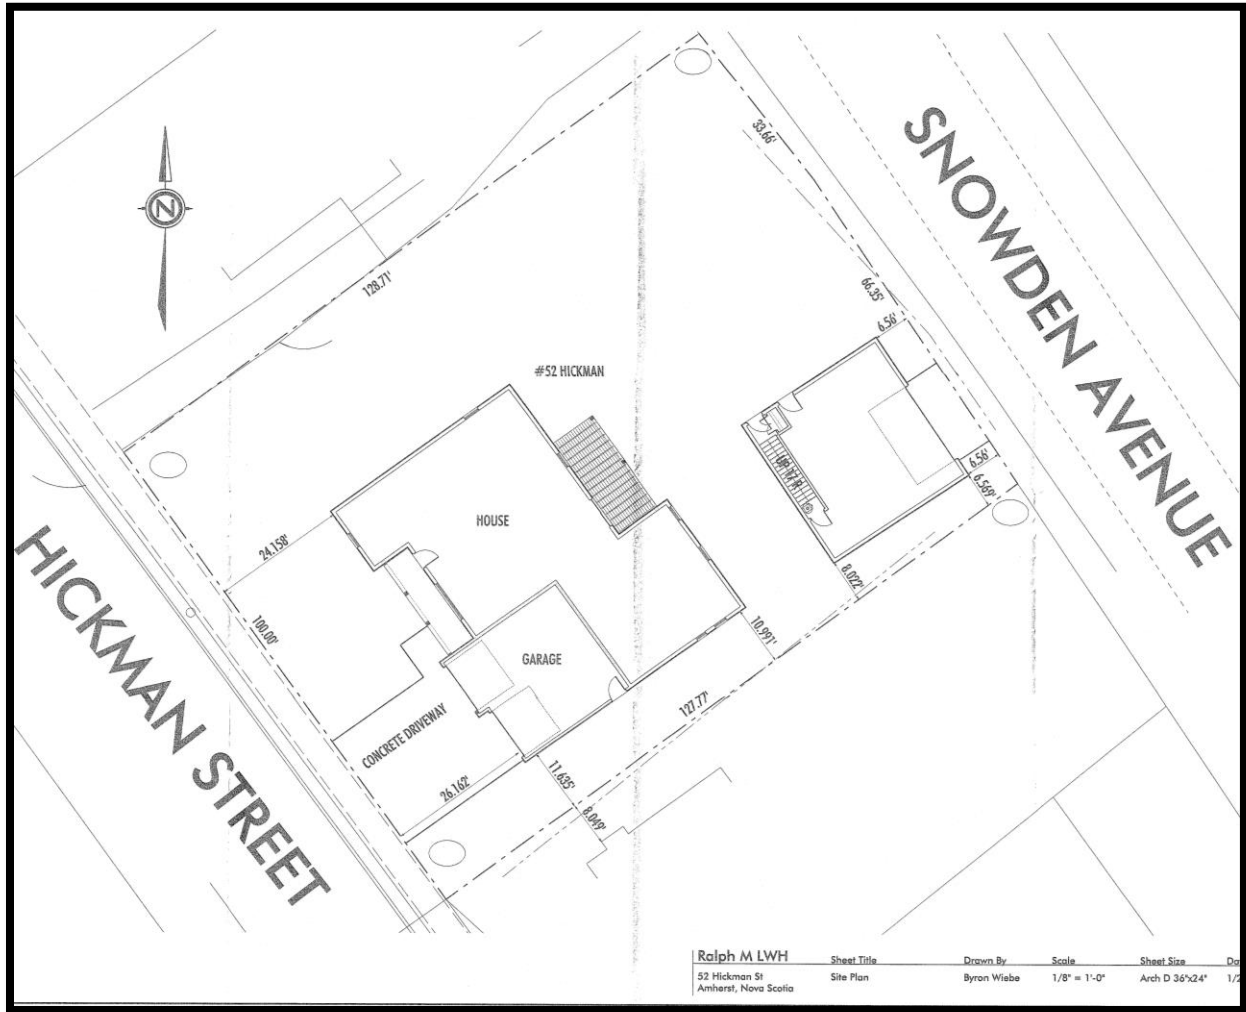 SNOWDEN AVENUE
33.66'
N
128.71'
66.35'
6.56'
#52 HICKMAN
UP 17 R
6.56'
6.569'
HOUSE
24.158'
8.022'
HICKMAN STREET
100.00'
10.991'
GARAGE
127.77'
CONCRETE DRIVEWAY
26.162'
11.635'
8.049'
Ralph M LWH Sheet Title Drawn By Scale Sheet Size
52 Hickman St Site Plan Byron Wiebe 1/8" = 1'-0" Arch D 36"x24"
Amherst, Nova Scotia